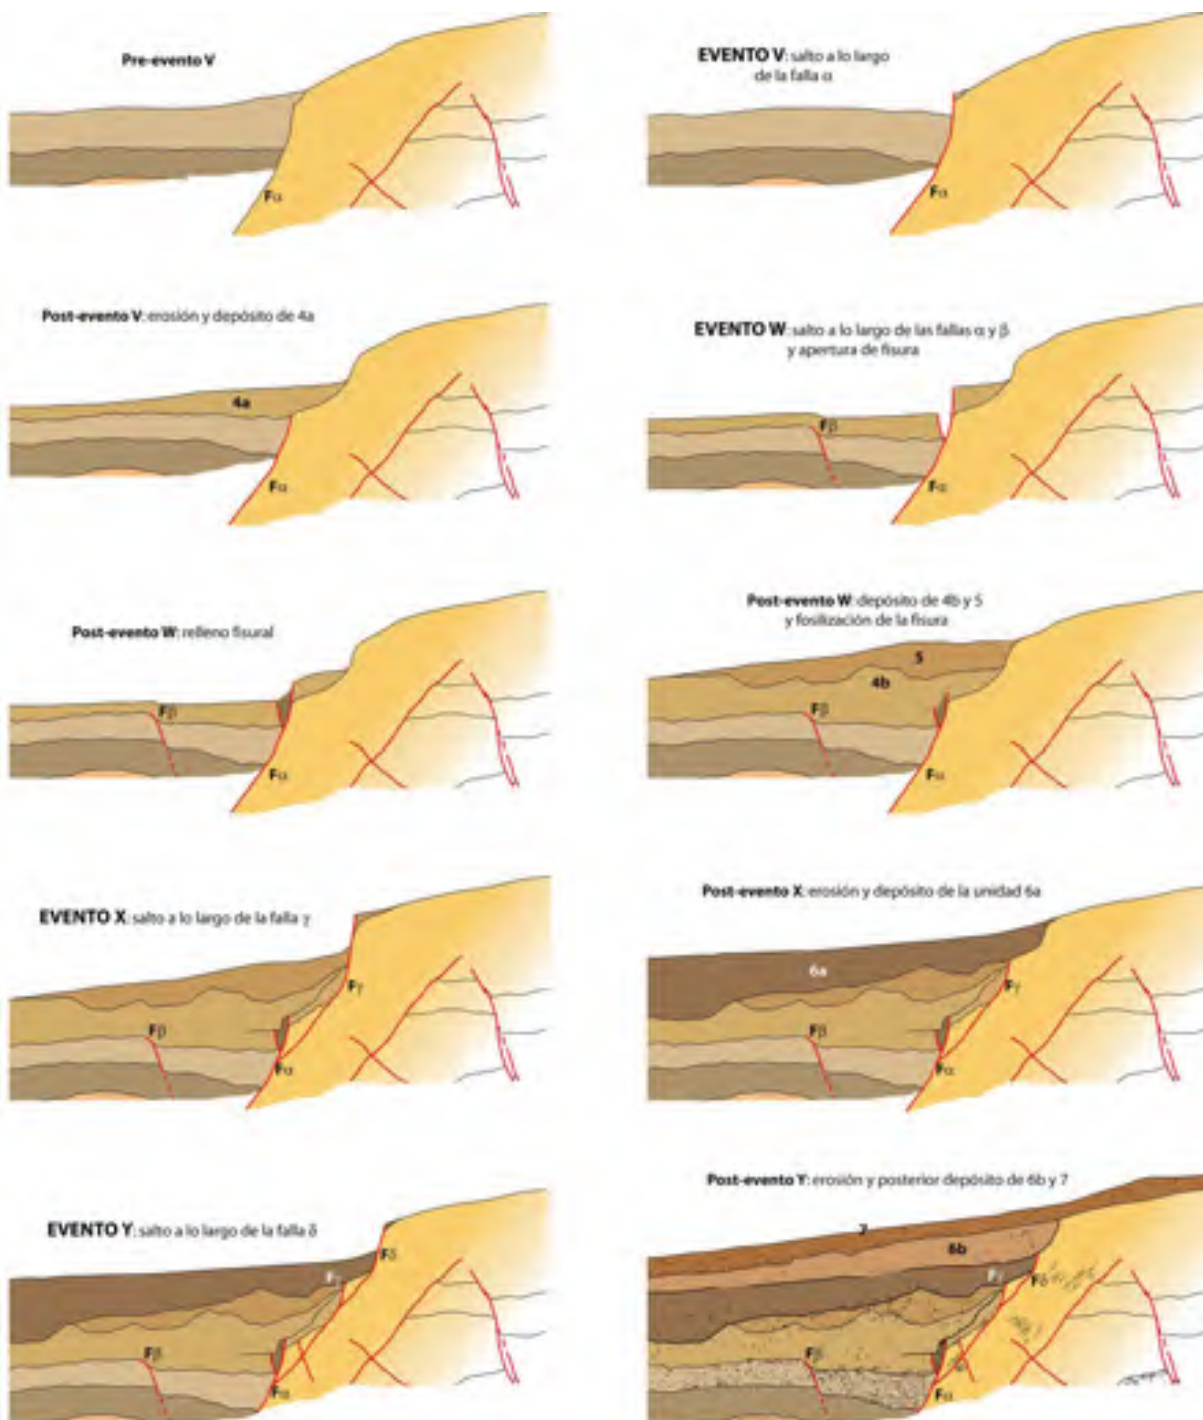 Pre-evento V
Fα
EVENTO V: salto a lo largo
de la falla α
Fα
Post-evento V: erosión y depósito de 4a
4a
Fα
EVENTO W: salto a lo largo de las fallas α y β
y apertura de fisura
Fβ
Fα
Post-evento W: relleno fisural
Fβ
Fα
Post-evento W: depósito de 4b y 5
y fosilización de la fisura
5
4b
Fβ
Fα
EVENTO X: salto a lo largo de la falla γ
Fγ
Fβ
Fα
Post-evento X: erosión y depósito de la unidad 6a
6a
Fγ
Fβ
Fα
EVENTO Y: salto a lo largo de la falla δ
Fδ
Fγ
Fβ
Fα
Post-evento Y: erosión y posterior depósito de 6b y 7
7
6b
Fγ
Fδ
Fβ
Fα